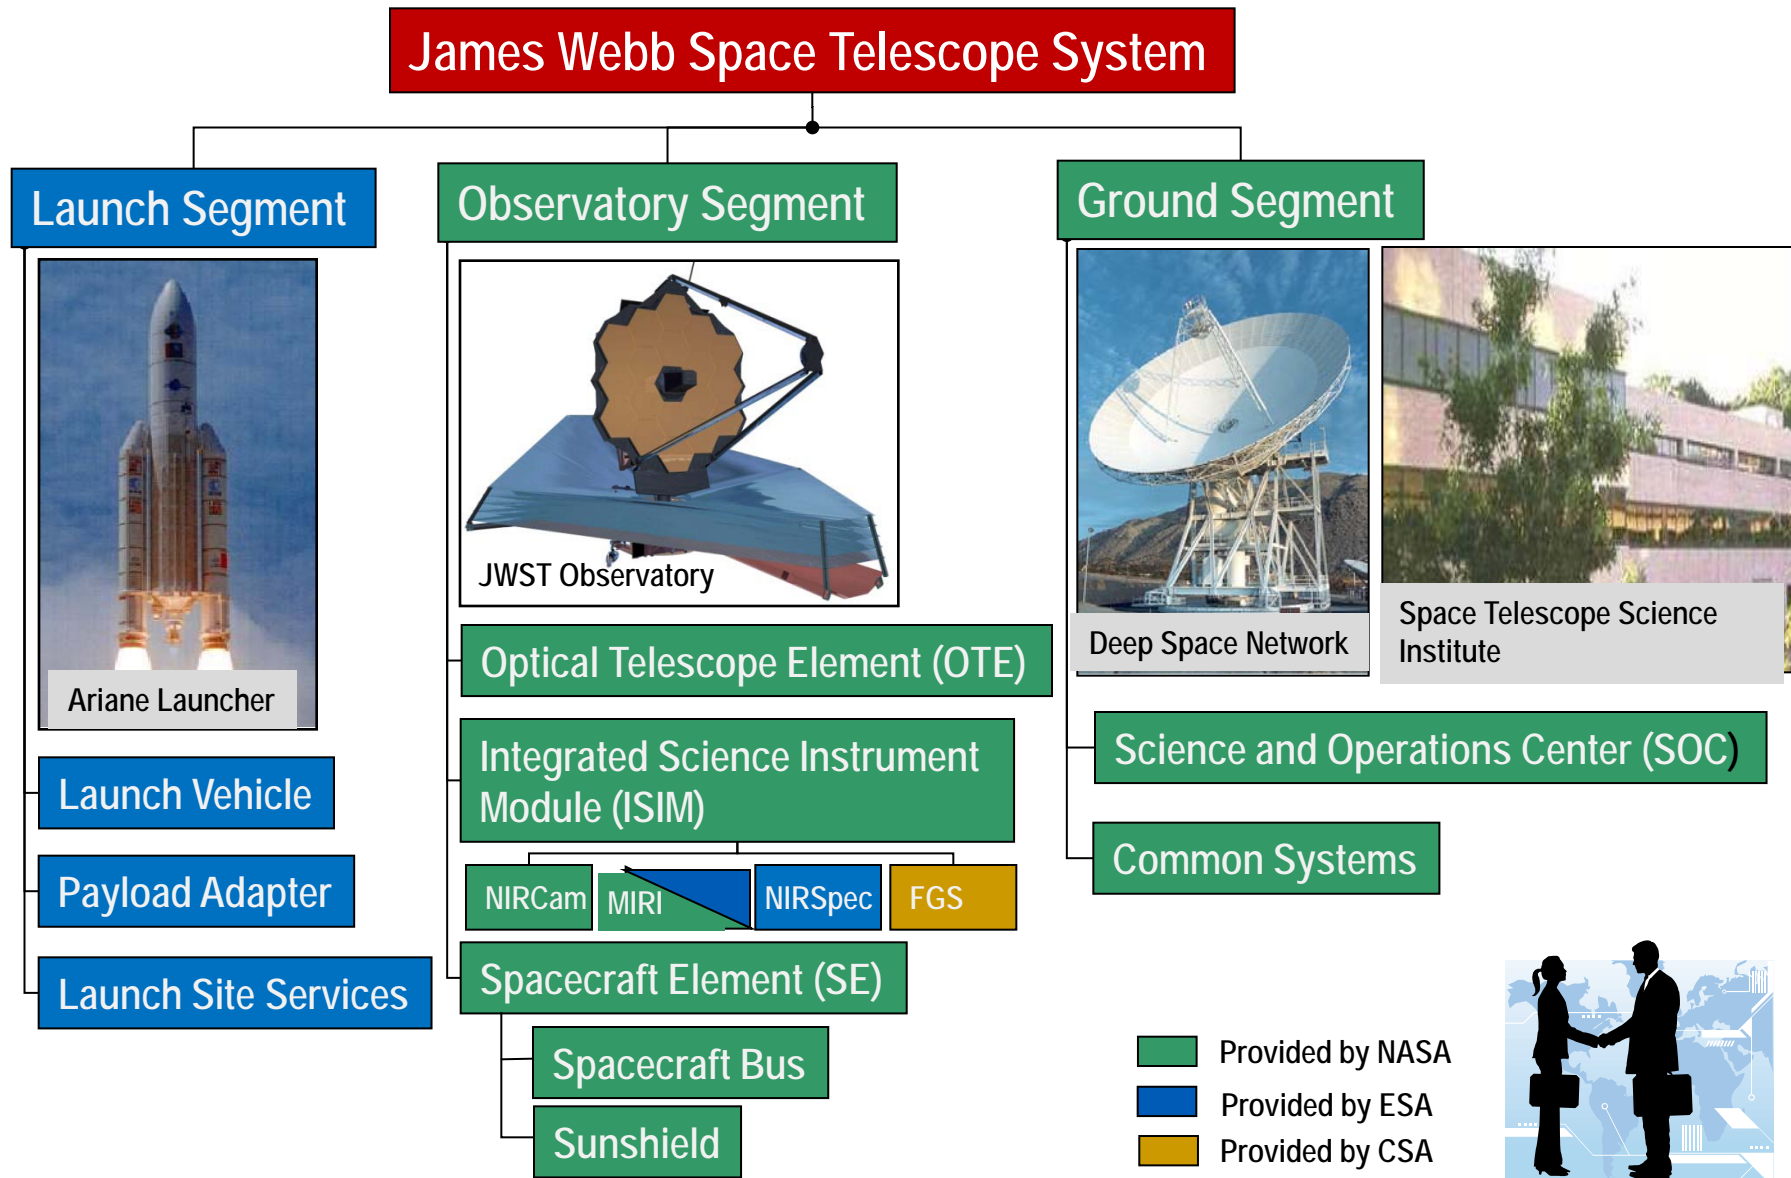 James Webb Space Telescope System
Launch Segment
Ariane Launcher
Launch Vehicle
Payload Adapter
Launch Site Services
Observatory Segment
JWST Observatory
Optical Telescope Element (OTE)
Integrated Science Instrument
Module (ISIM)
NIRCam
MIRI
NIRSpec
FGS
Spacecraft Element (SE)
Spacecraft Bus
Sunshield
Ground Segment
Deep Space Network
Space Telescope Science
Institute
Science and Operations Center (SOC)
Common Systems
Provided by NASA
Provided by ESA
Provided by CSA